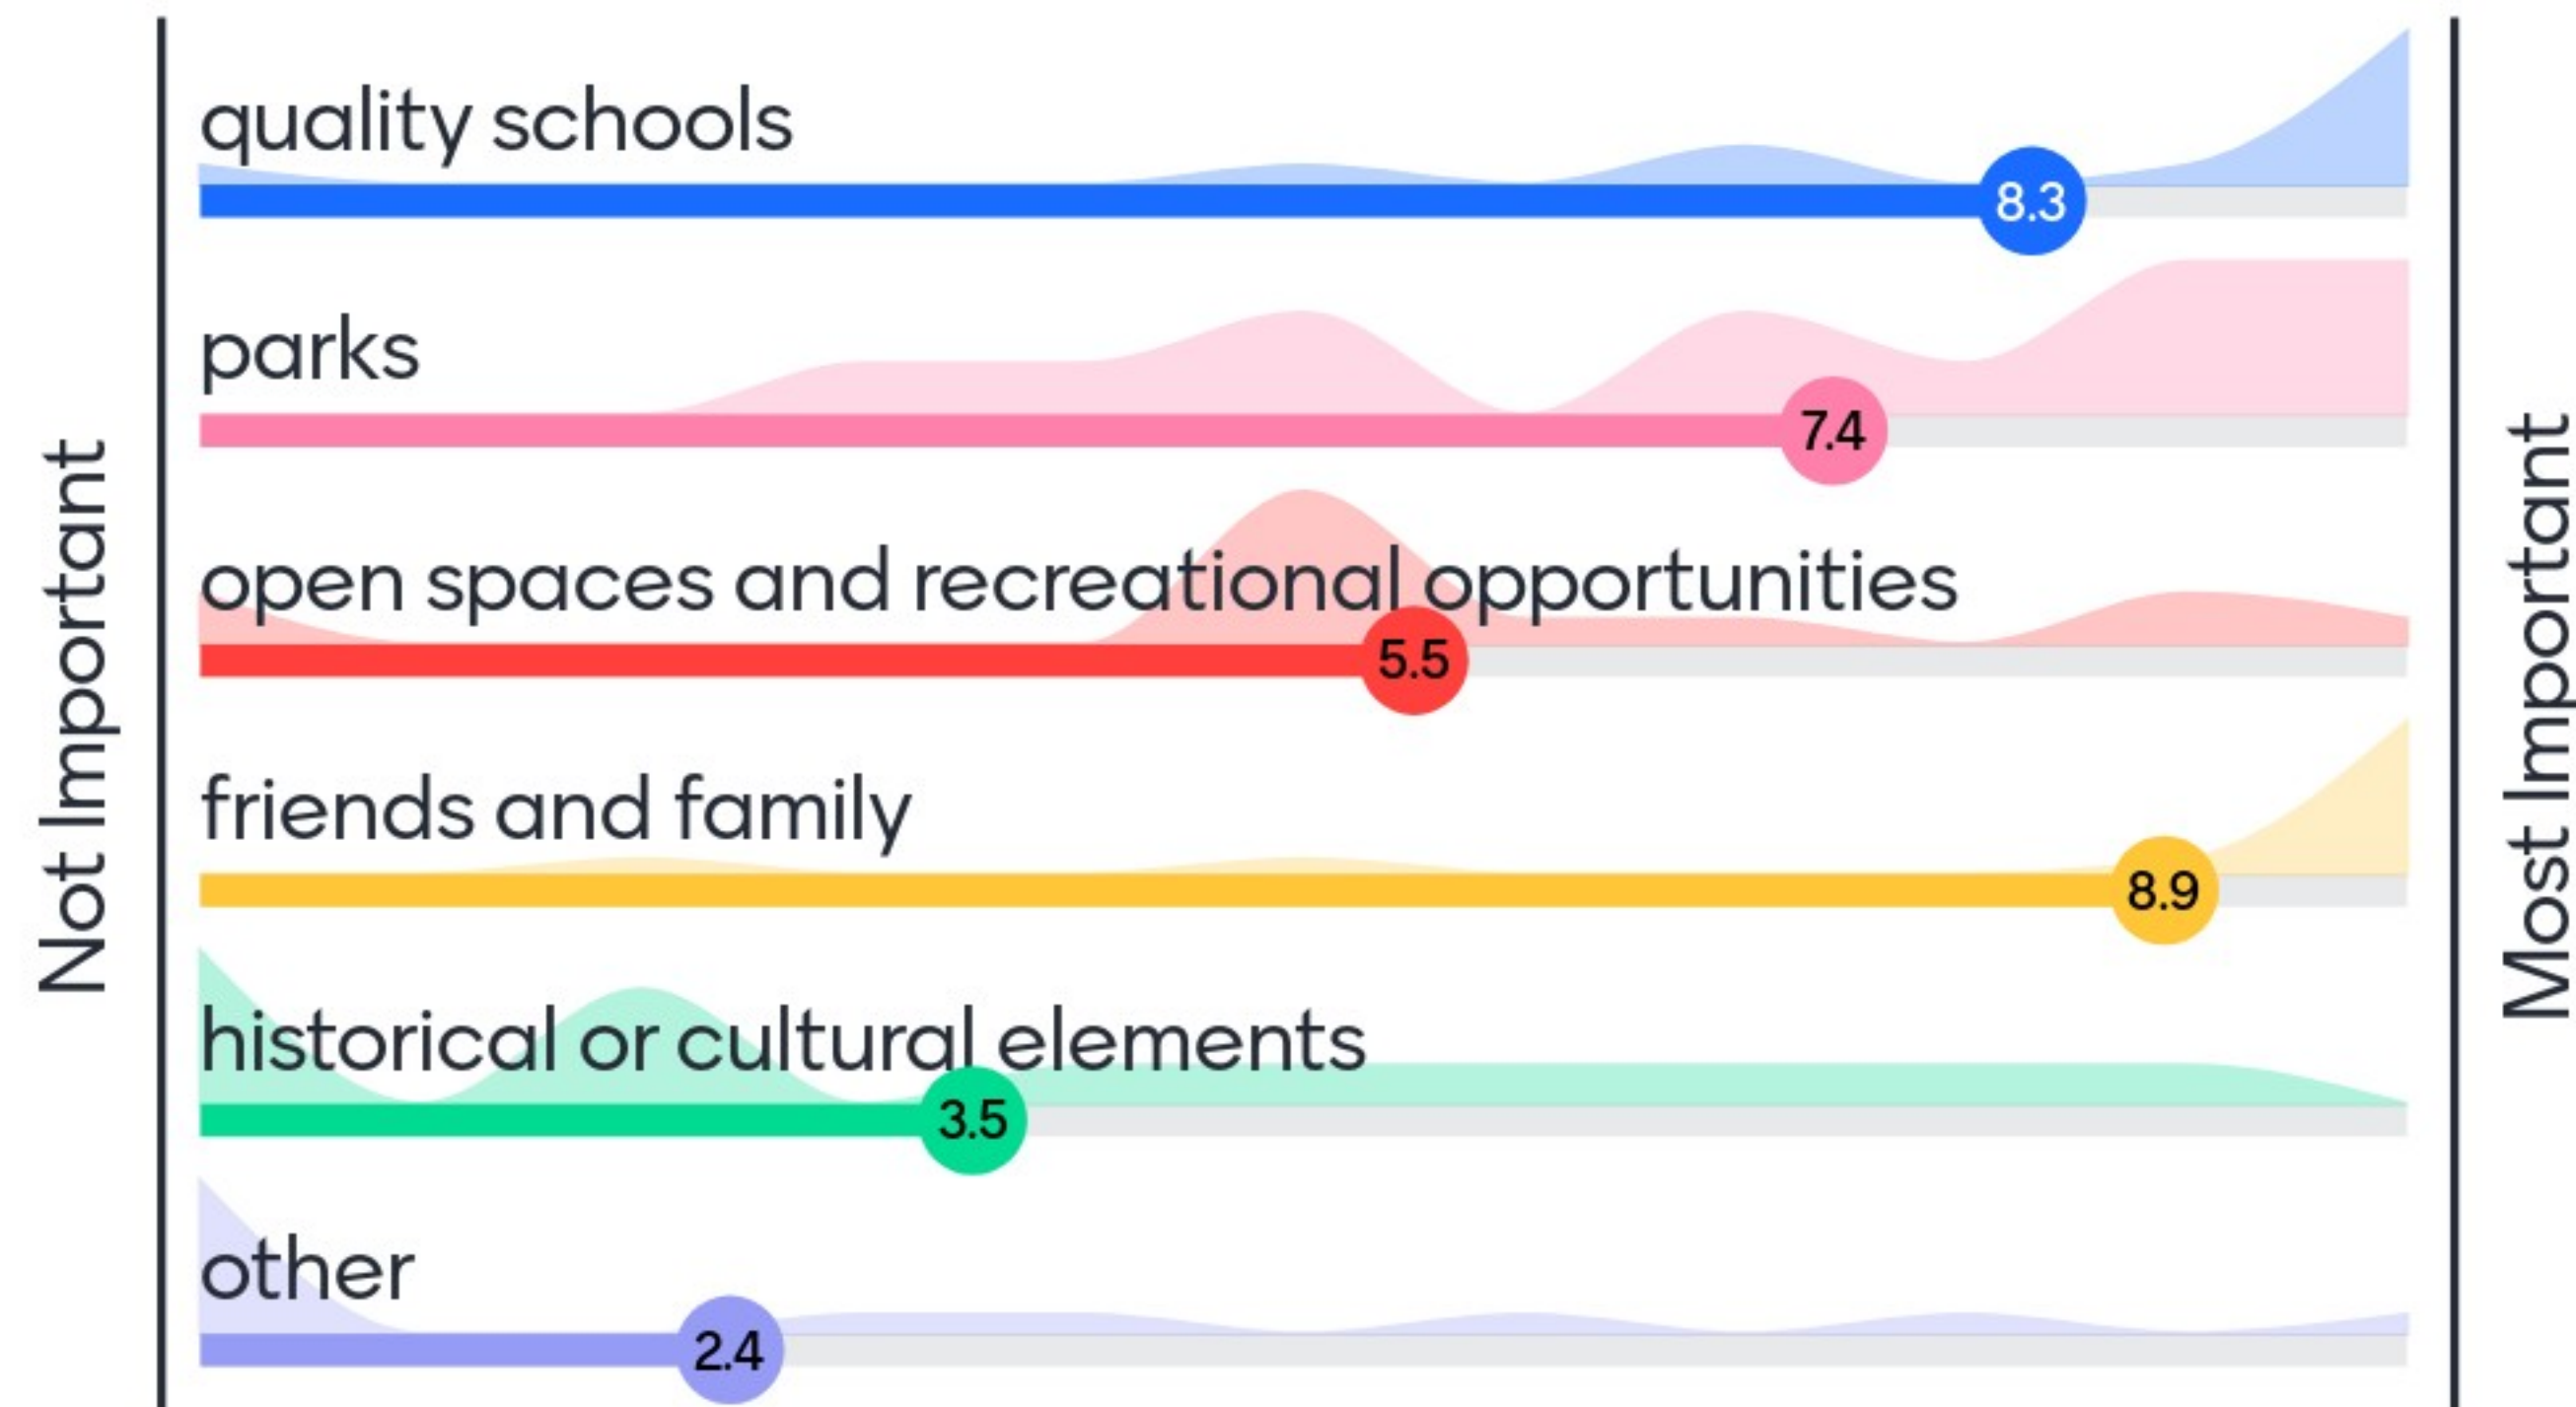 Not Important
quality schools
8.3
parks
7.4
open spaces and recreational opportunities
5.5
friends and family
8.9
historical or cultural elements
3.5
other
2.4
Most Important